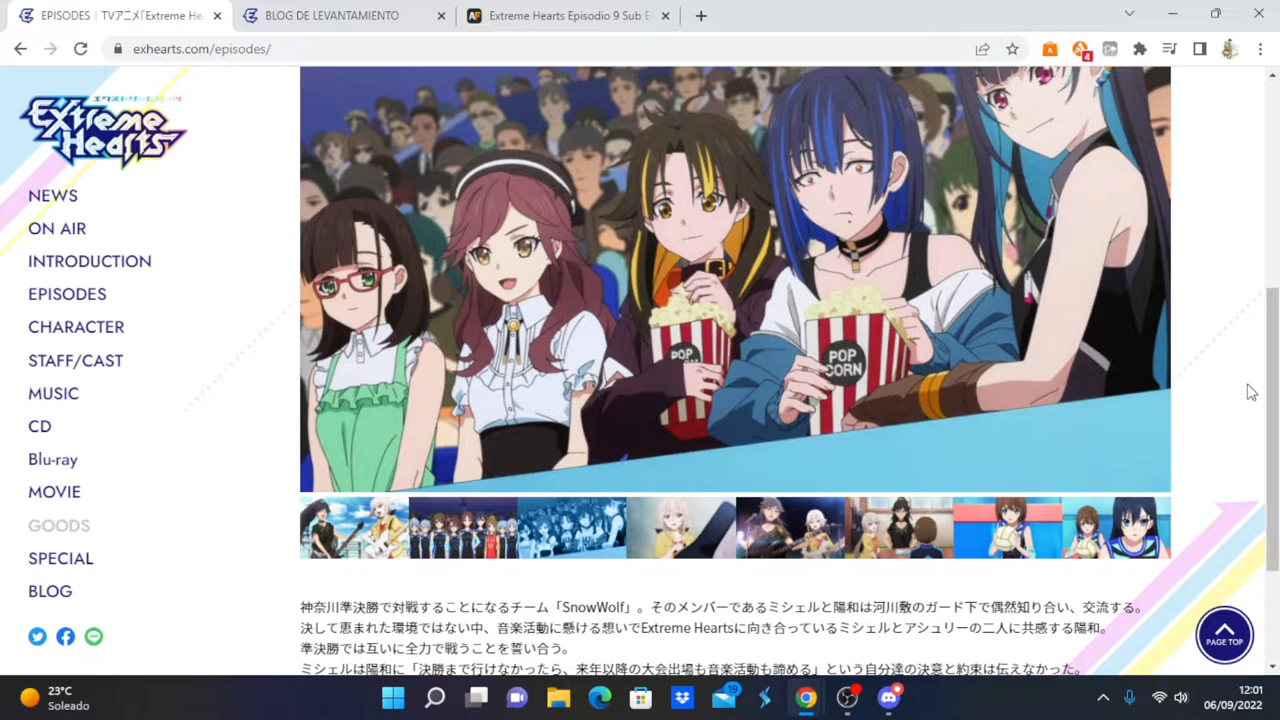 EPISODES | TVアニメ「Extreme He
BLOG DE LEVANTAMIENTO
Extreme Hearts Episodio 9 Sub E
exhearts.com/episodes/
4
エクストリーム・ハーツ
Extreme
Hearts
NEWS
ON AIR
INTRODUCTION
EPISODES
CHARACTER
STAFF/CAST
MUSIC
CD
Blu-ray
MOVIE
GOODS
SPECIAL
BLOG
POP
CORN
POP
CORN
神奈川準決勝で対戦することになるチーム「SnowWolf」。そのメンバーであるミシェルと陽和は河川敷のガード下で偶然知り合い、交流する。
決して恵まれた環境ではない中、音楽活動に懸ける想いでExtreme Heartsに向き合っているミシェルとアシュリーの二人に共感する陽和。
準決勝では互いに全力で戦うことを誓い合う。
ミシェルは陽和に「決勝まで行けなかったら、来年以降の大会出場も音楽活動も諦める」という自分達の決意と約束は伝えなかった。
PAGE TOP
23°C
Soleado
19
12:01
06/09/2022